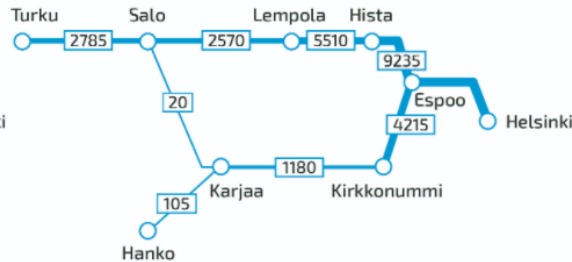 Turku Salo Lempola Hista
2785 2570 5510
9235
20
Espoo
4215
Helsinki
1180
Karjaa Kirkkonummi
105
Hanko